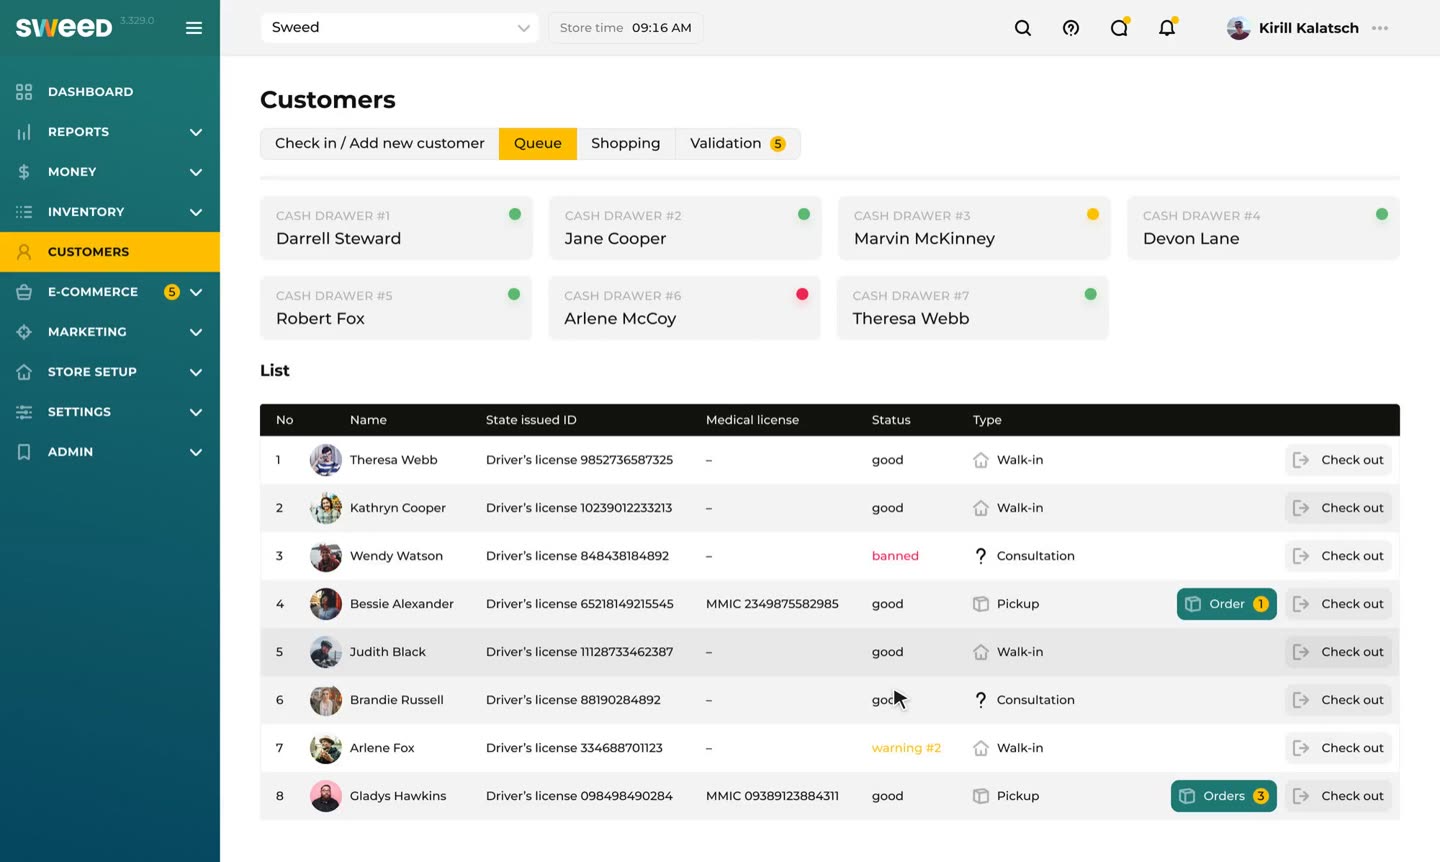 SWEED 3.329.0
Sweed
Store time 09:16 AM
Kirill Kalatsch
DASHBOARD
REPORTS
MONEY
INVENTORY
CUSTOMERS
E-COMMERCE 5
MARKETING
STORE SETUP
SETTINGS
ADMIN
Customers
Check in / Add new customer Queue Shopping Validation 5
CASH DRAWER #1
Darrell Steward
CASH DRAWER #2
Jane Cooper
CASH DRAWER #3
Marvin McKinney
CASH DRAWER #4
Devon Lane
CASH DRAWER #5
Robert Fox
CASH DRAWER #6
Arlene McCoy
CASH DRAWER #7
Theresa Webb
List
No Name State issued ID Medical license Status Type
1 Theresa Webb Driver’s license 9852736587325 – good Walk-in Check out
2 Kathryn Cooper Driver’s license 10239012233213 – good Walk-in Check out
3 Wendy Watson Driver’s license 848438184892 – banned ? Consultation Check out
4 Bessie Alexander Driver’s license 65218149215545 MMIC 2349875582985 good Pickup Order 1 Check out
5 Judith Black Driver’s license 11128733462387 – good Walk-in Check out
6 Brandie Russell Driver’s license 88190284892 – good ? Consultation Check out
7 Arlene Fox Driver’s license 334688701123 – warning #2 Walk-in Check out
8 Gladys Hawkins Driver’s license 098498490284 MMIC 09389123884311 good Pickup Orders 3 Check out